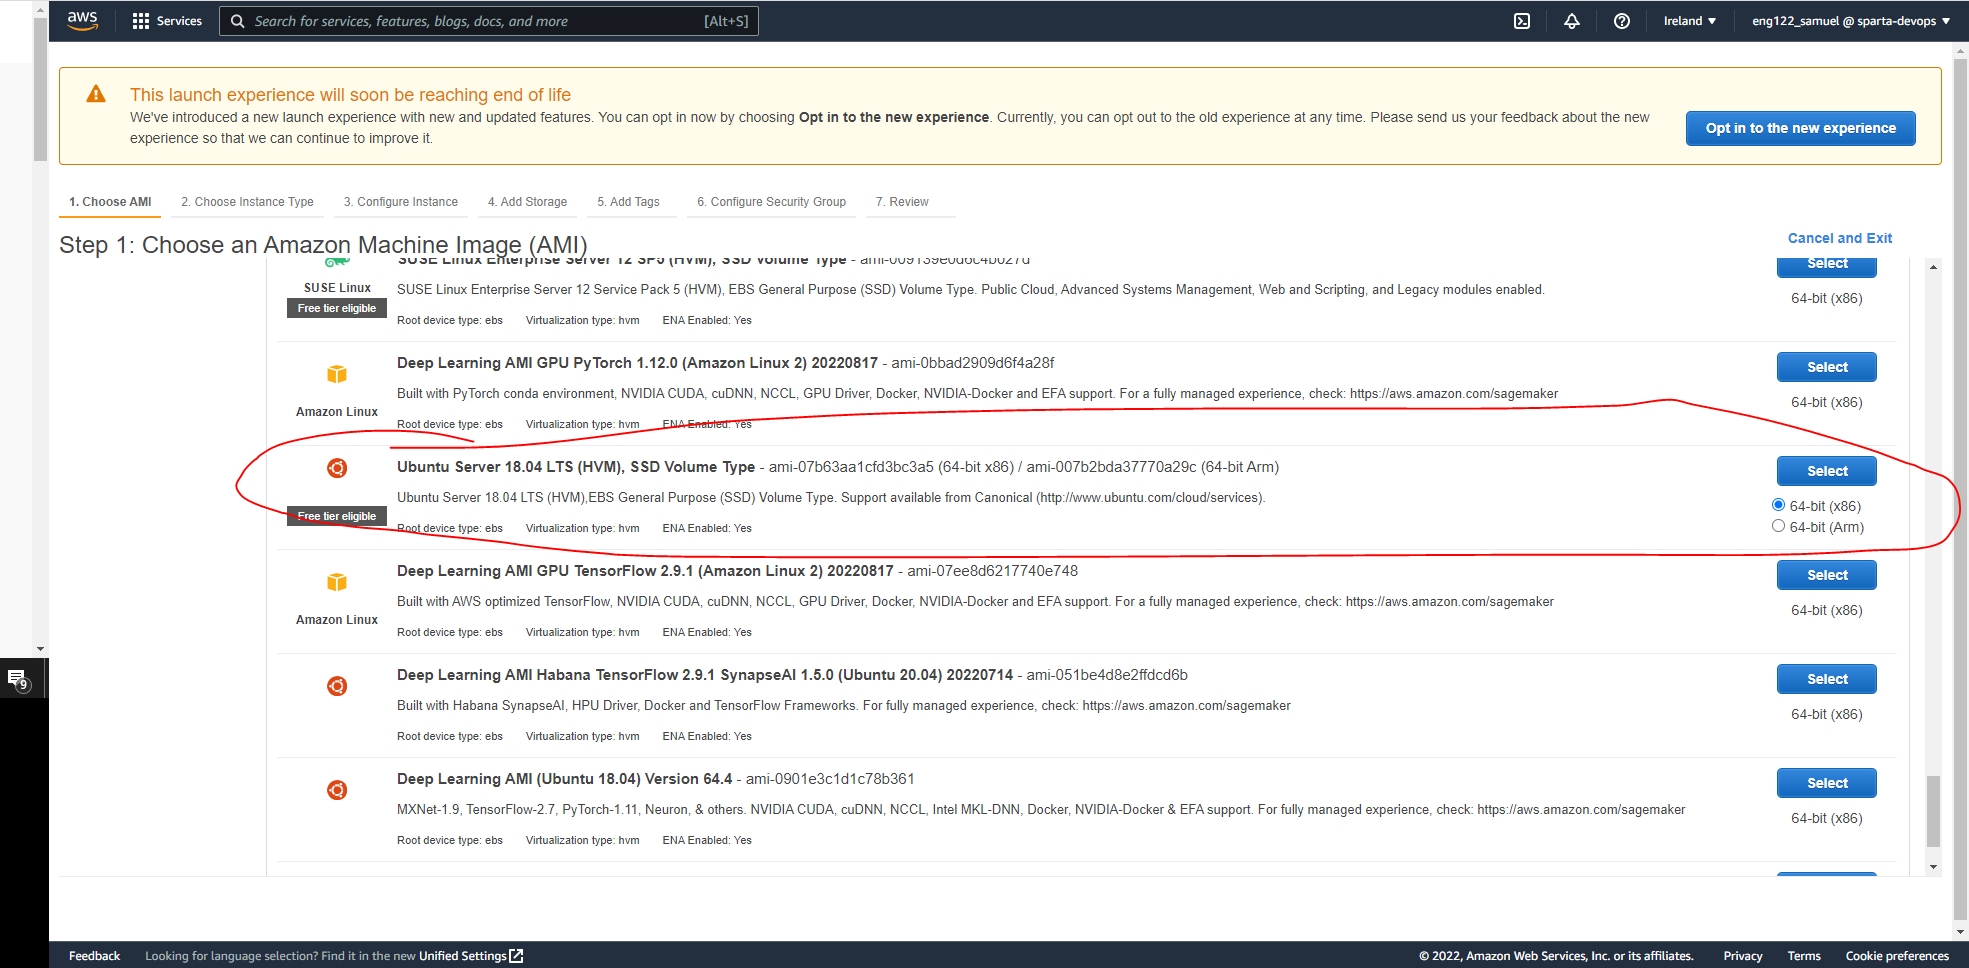 aws
Services
Search for services, features, blogs, docs, and more [Alt+S]
Ireland ▼
eng122_samuel @ sparta-devops ▼
This launch experience will soon be reaching end of life
We've introduced a new launch experience with new and updated features. You can opt in now by choosing Opt in to the new experience. Currently, you can opt out to the old experience at any time. Please send us your feedback about the new
experience so that we can continue to improve it.
Opt in to the new experience
1. Choose AMI 2. Choose Instance Type 3. Configure Instance 4. Add Storage 5. Add Tags 6. Configure Security Group 7. Review
Step 1: Choose an Amazon Machine Image (AMI)
Cancel and Exit
SUSE Linux Enterprise Server 12 SP5 (HVM), SSD Volume Type - ami-009139e0d6c4b027d
Select
SUSE Linux
SUSE Linux Enterprise Server 12 Service Pack 5 (HVM), EBS General Purpose (SSD) Volume Type. Public Cloud, Advanced Systems Management, Web and Scripting, and Legacy modules enabled.
64-bit (x86)
Free tier eligible
Root device type: ebs Virtualization type: hvm ENA Enabled: Yes
Deep Learning AMI GPU PyTorch 1.12.0 (Amazon Linux 2) 20220817 - ami-0bbad2909d6f4a28f
Select
Built with PyTorch conda environment, NVIDIA CUDA, cuDNN, NCCL, GPU Driver, Docker, NVIDIA-Docker and EFA support. For a fully managed experience, check: https://aws.amazon.com/sagemaker
64-bit (x86)
Amazon Linux
Root device type: ebs Virtualization type: hvm ENA Enabled: Yes
Ubuntu Server 18.04 LTS (HVM), SSD Volume Type - ami-07b63aa1cfd3bc3a5 (64-bit x86) / ami-007b2bda37770a29c (64-bit Arm)
Select
Ubuntu Server 18.04 LTS (HVM),EBS General Purpose (SSD) Volume Type. Support available from Canonical (http://www.ubuntu.com/cloud/services).
64-bit (x86)
Free tier eligible
Root device type: ebs Virtualization type: hvm ENA Enabled: Yes
64-bit (Arm)
Deep Learning AMI GPU TensorFlow 2.9.1 (Amazon Linux 2) 20220817 - ami-07ee8d6217740e748
Select
Built with AWS optimized TensorFlow, NVIDIA CUDA, cuDNN, NCCL, GPU Driver, Docker, NVIDIA-Docker and EFA support. For a fully managed experience, check: https://aws.amazon.com/sagemaker
64-bit (x86)
Amazon Linux
Root device type: ebs Virtualization type: hvm ENA Enabled: Yes
Deep Learning AMI Habana TensorFlow 2.9.1 SynapseAI 1.5.0 (Ubuntu 20.04) 20220714 - ami-051be4d8e2ffdcd6b
Select
Built with Habana SynapseAI, HPU Driver, Docker and TensorFlow Frameworks. For fully managed experience, check: https://aws.amazon.com/sagemaker
64-bit (x86)
Root device type: ebs Virtualization type: hvm ENA Enabled: Yes
9
Deep Learning AMI (Ubuntu 18.04) Version 64.4 - ami-0901e3c1d1c78b361
Select
MXNet-1.9, TensorFlow-2.7, PyTorch-1.11, Neuron, & others. NVIDIA CUDA, cuDNN, NCCL, Intel MKL-DNN, Docker, NVIDIA-Docker & EFA support. For fully managed experience, check: https://aws.amazon.com/sagemaker
64-bit (x86)
Root device type: ebs Virtualization type: hvm ENA Enabled: Yes
Feedback Looking for language selection? Find it in the new Unified Settings
© 2022, Amazon Web Services, Inc. or its affiliates. Privacy Terms Cookie preferences